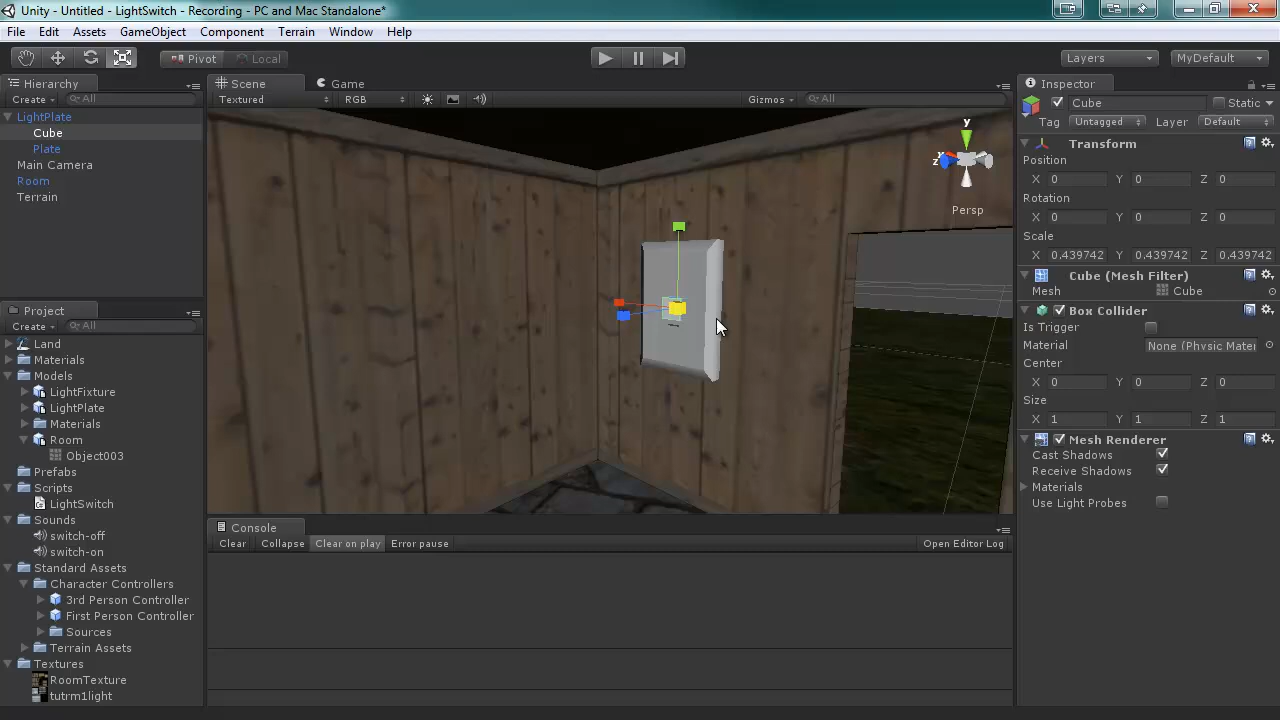 Unity - Untitled - LightSwitch - Recording - PC and Mac Standalone*
File Edit Assets GameObject Component Terrain Window Help
Pivot Local Layers MyDefault
Hierarchy
Create All
LightPlate
Cube
Plate
Main Camera
Room
Terrain
Project
Create All
Land
Materials
Models
LightFixture
LightPlate
Materials
Room
Object003
Prefabs
Scripts
LightSwitch
Sounds
switch-off
switch-on
Standard Assets
Character Controllers
3rd Person Controller
First Person Controller
Sources
Terrain Assets
Textures
RoomTexture
tutrm1light
Scene Game
Textured RGB Gizmos All
y
x
z
Persp
Console
Clear Collapse Clear on play Error pause Open Editor Log
Inspector
Cube Static
Tag Untagged Layer Default
Transform
Position
X 0 Y 0 Z 0
Rotation
X 0 Y 0 Z 0
Scale
X 0.439742 Y 0.439742 Z 0.439742
Cube (Mesh Filter)
Mesh Cube
Box Collider
Is Trigger
Material None (Physic Mater
Center
X 0 Y 0 Z 0
Size
X 1 Y 1 Z 1
Mesh Renderer
Cast Shadows
Receive Shadows
Materials
Use Light Probes